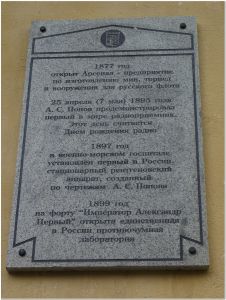 1877 год
открыт Арсенал - предприятие
по изготовлению мин, торпед
и вооружения для русского флота
25 апреля (7 мая) 1895 года
А. С. Попов продемонстрировал
первый в мире радиоприемник.
Этот день считается
Днем рождения радио
1897 год
в военно-морском госпитале
установлен первый в России
стационарный рентгеновский
аппарат, созданный
по чертежам А. С. Попова
1899 год
на форту "Император Александр
Первый" открыта единственная
в России противочумная
лаборатория